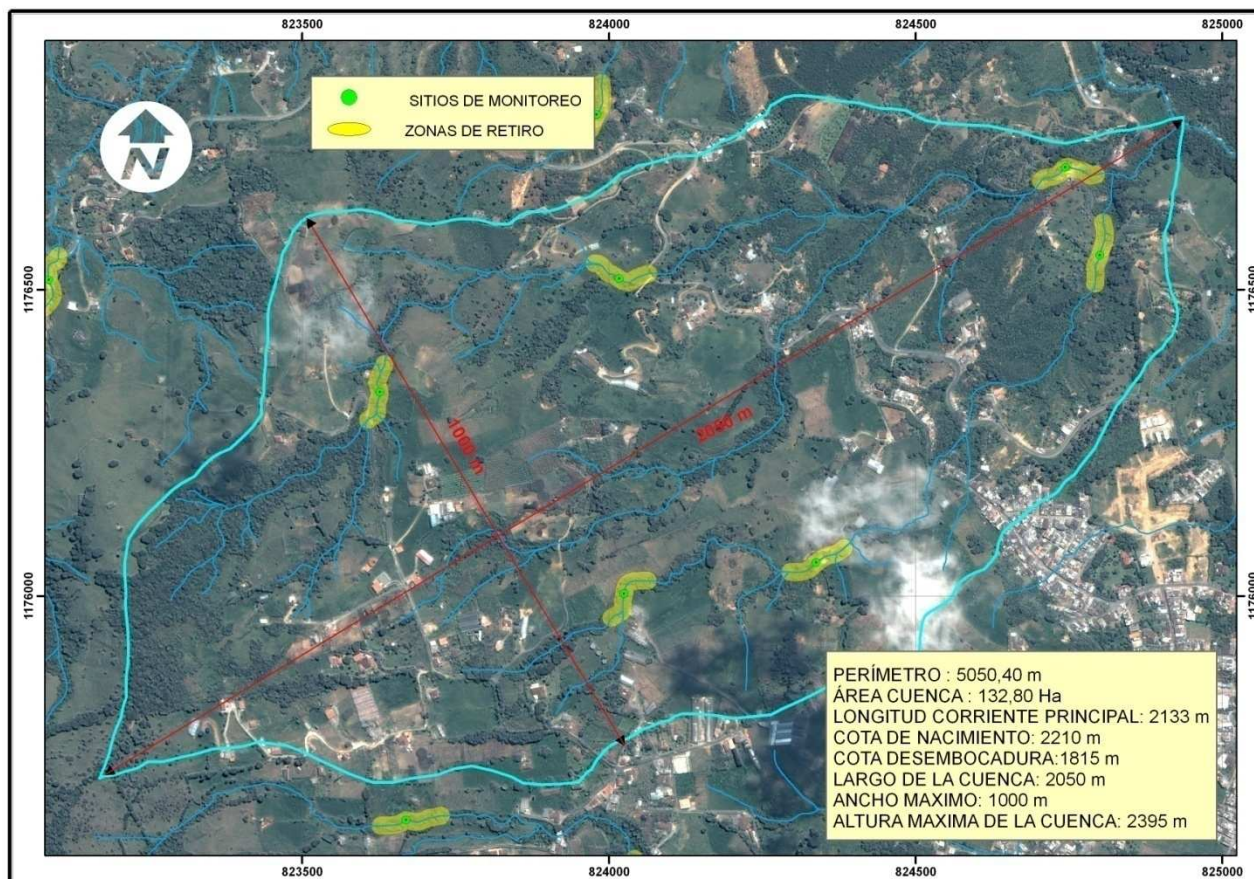 823500 824000 824500 825000
N
SITIOS DE MONITOREO
ZONAS DE RETIRO
1176500 1176500
1000 m
1176000 1176000
PERÍMETRO : 5050,40 m
ÁREA CUENCA : 132,80 Ha
LONGITUD CORRIENTE PRINCIPAL: 2133 m
COTA DE NACIMIENTO: 2210 m
COTA DESEMBOCADURA:1815 m
LARGO DE LA CUENCA: 2050 m
ANCHO MAXIMO: 1000 m
ALTURA MAXIMA DE LA CUENCA: 2395 m
823500 824000 824500 825000